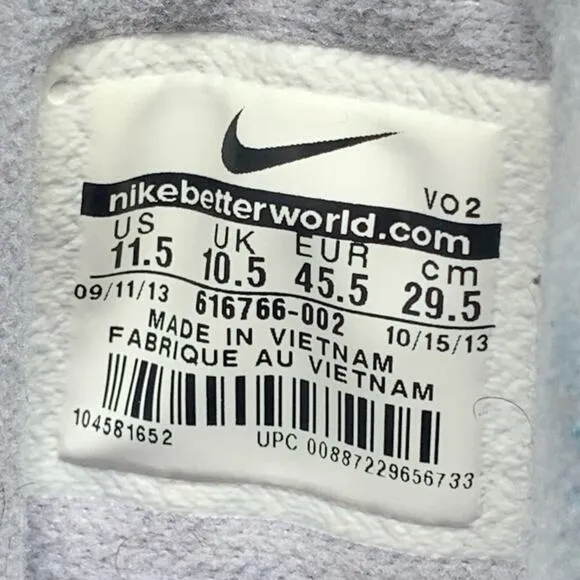 VO2
nikebetterworld.com
US UK EUR cm
11.5 10.5 45.5 29.5
09/11/13 616766-002 10/15/13
MADE IN VIETNAM
FABRIQUE AU VIETNAM
104581652 UPC 00887229656733